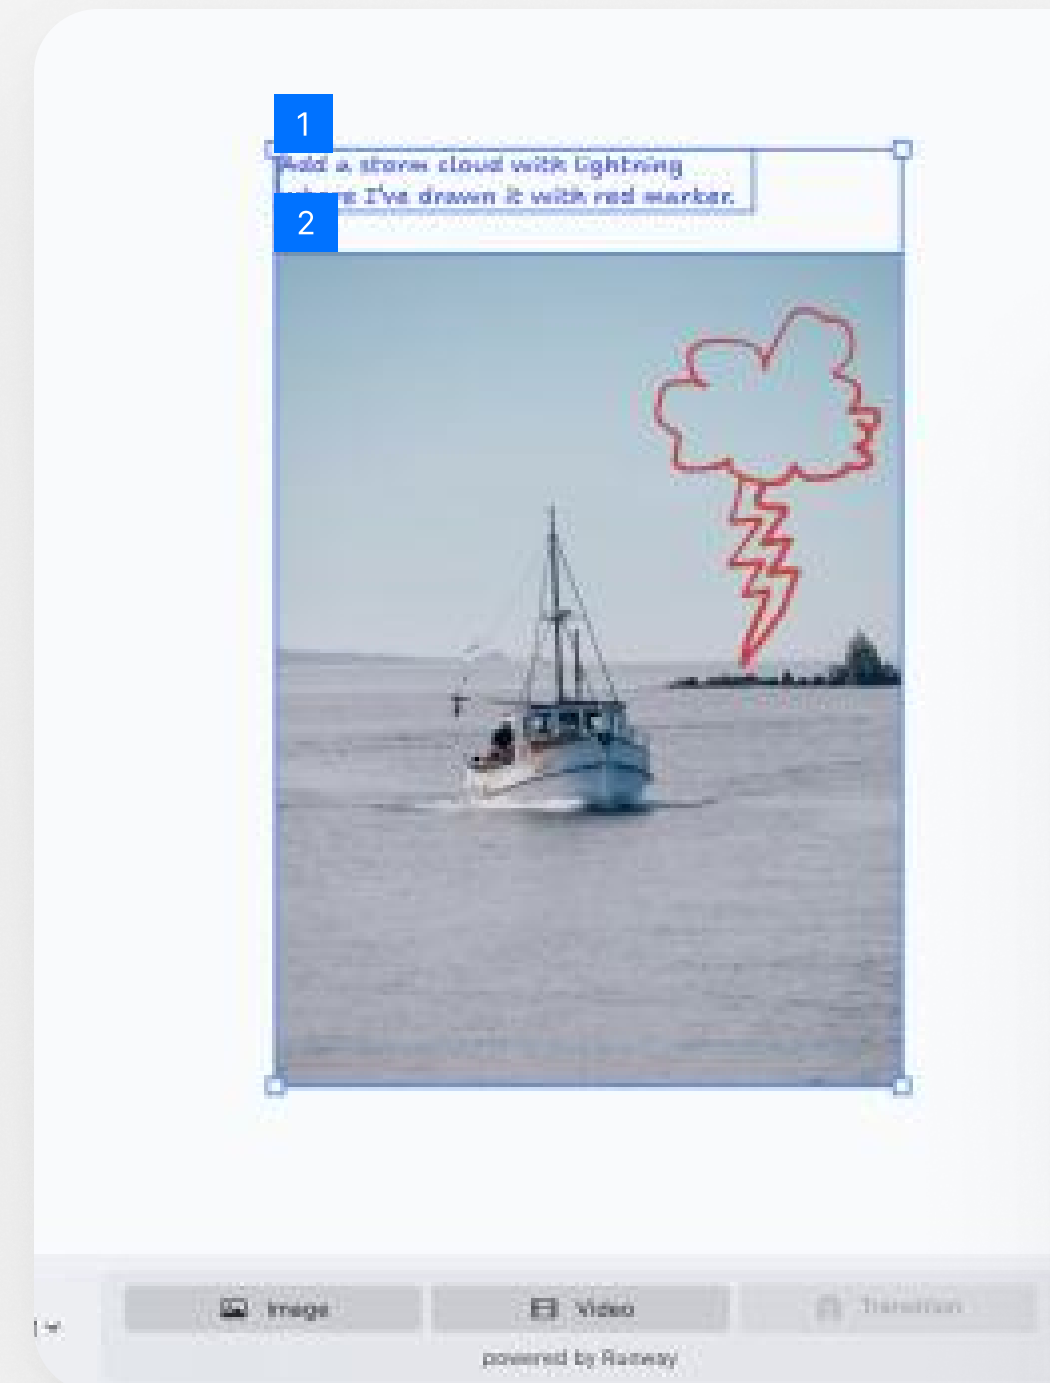 1
Add a storm cloud with lightning
I've drawn it with red marker.
2
Image
Video
Transition
powered by Runway